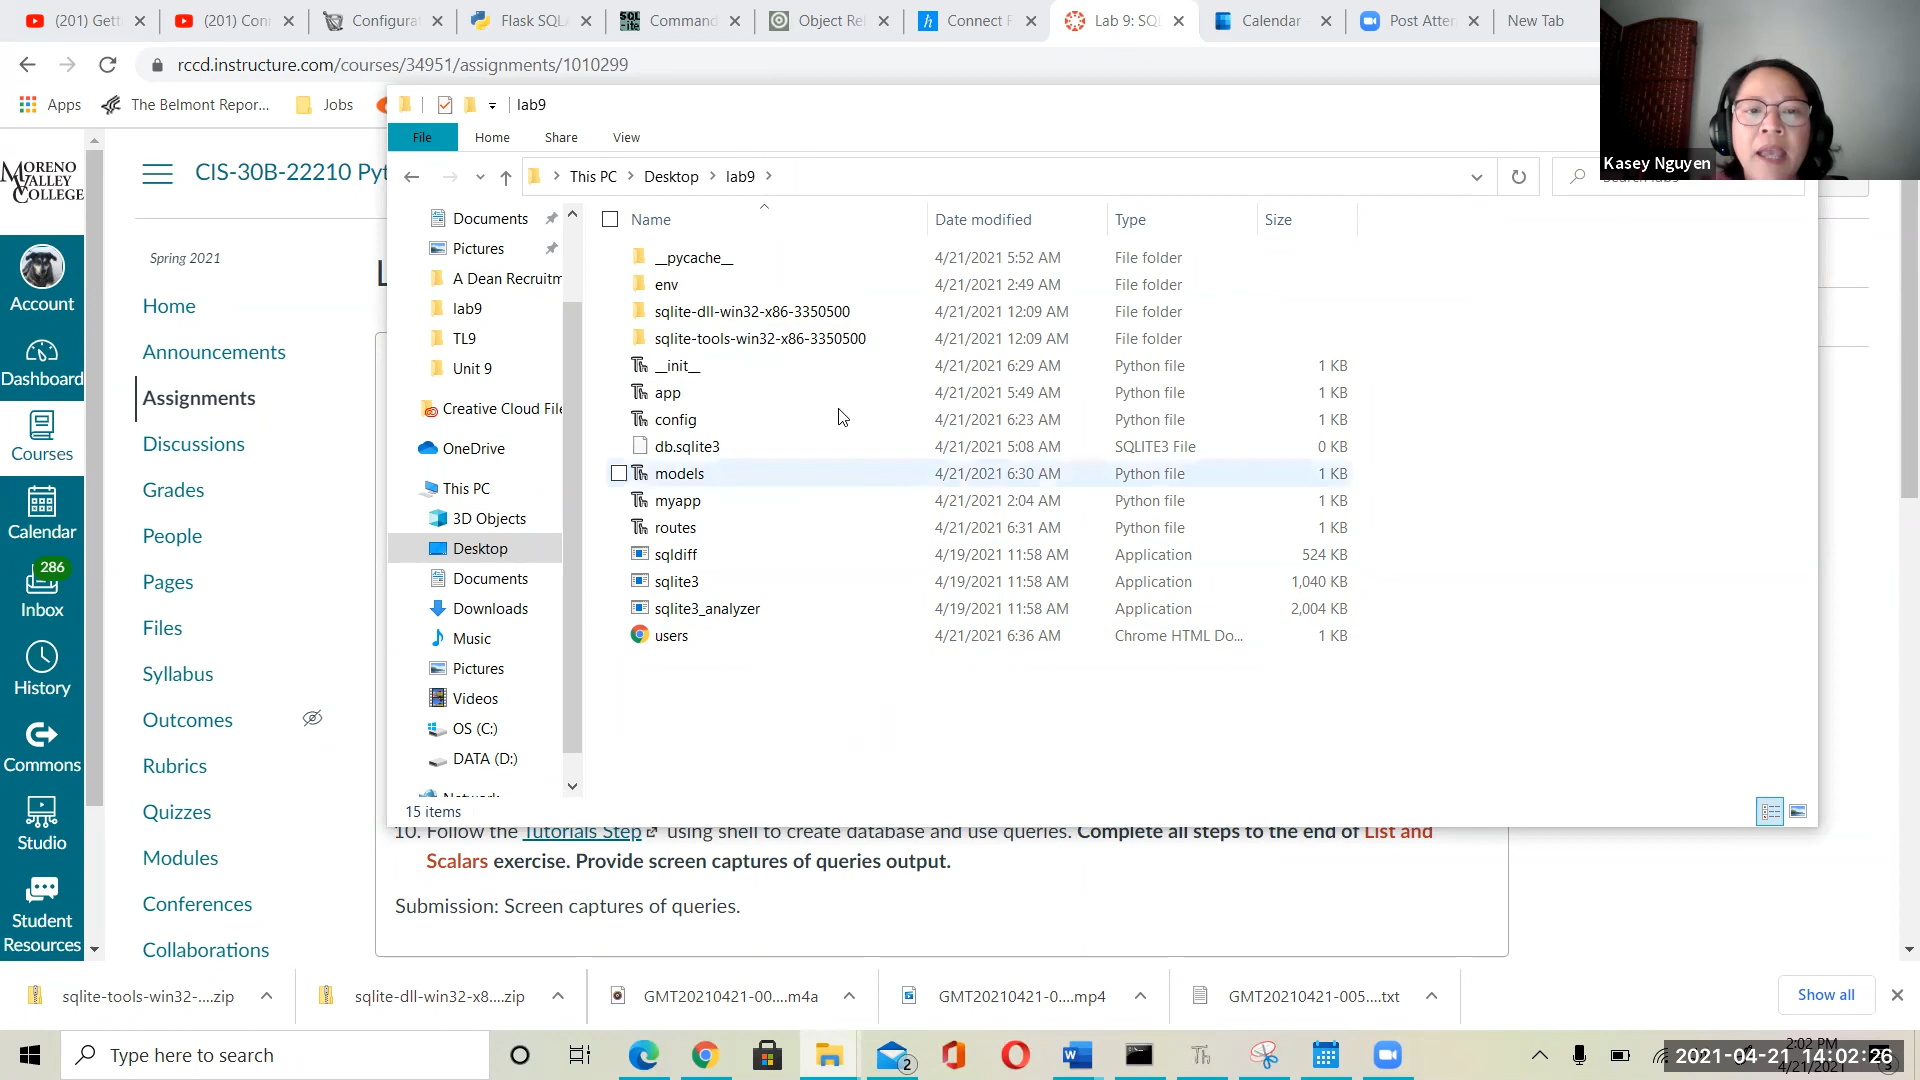 (201) Gett
(201) Con
Configura
Flask SQL
Command
Object Re
Connect F
Lab 9: SQ
Calendar
Post Atten
New Tab
rccd.instructure.com/courses/34951/assignments/1010299
Apps
The Belmont Repor...
Jobs
lab9
File
Home
Share
View
This PC
Desktop
lab9
Kasey Nguyen
MORENO
VALLEY
COLLEGE
CIS-30B-22210 Pyt
Spring 2021
Account
Dashboard
Courses
Calendar
286
Inbox
History
Commons
Studio
Student
Resources
Home
Announcements
Assignments
Discussions
Grades
People
Pages
Files
Syllabus
Outcomes
Rubrics
Quizzes
Modules
Conferences
Collaborations
Documents
Pictures
A Dean Recruitm
lab9
TL9
Unit 9
Creative Cloud File
OneDrive
This PC
3D Objects
Desktop
Documents
Downloads
Music
Pictures
Videos
OS (C:)
DATA (D:)
Network
Name Date modified Type Size
__pycache__ 4/21/2021 5:52 AM File folder
env 4/21/2021 2:49 AM File folder
sqlite-dll-win32-x86-3350500 4/21/2021 12:09 AM File folder
sqlite-tools-win32-x86-3350500 4/21/2021 12:09 AM File folder
__init__ 4/21/2021 6:29 AM Python file 1 KB
app 4/21/2021 5:49 AM Python file 1 KB
config 4/21/2021 6:23 AM Python file 1 KB
db.sqlite3 4/21/2021 5:08 AM SQLITE3 File 0 KB
models 4/21/2021 6:30 AM Python file 1 KB
myapp 4/21/2021 2:04 AM Python file 1 KB
routes 4/21/2021 6:31 AM Python file 1 KB
sqldiff 4/19/2021 11:58 AM Application 524 KB
sqlite3 4/19/2021 11:58 AM Application 1,040 KB
sqlite3_analyzer 4/19/2021 11:58 AM Application 2,004 KB
users 4/21/2021 6:36 AM Chrome HTML Do... 1 KB
15 items
10. Follow the Tutorials Step using shell to create database and use queries. Complete all steps to the end of List and
Scalars exercise. Provide screen captures of queries output.
Submission: Screen captures of queries.
sqlite-tools-win32-....zip
sqlite-dll-win32-x8....zip
GMT20210421-00....m4a
GMT20210421-0....mp4
GMT20210421-005....txt
Show all
Type here to search
2
2:02 PM
2021-04-21 14:02:26